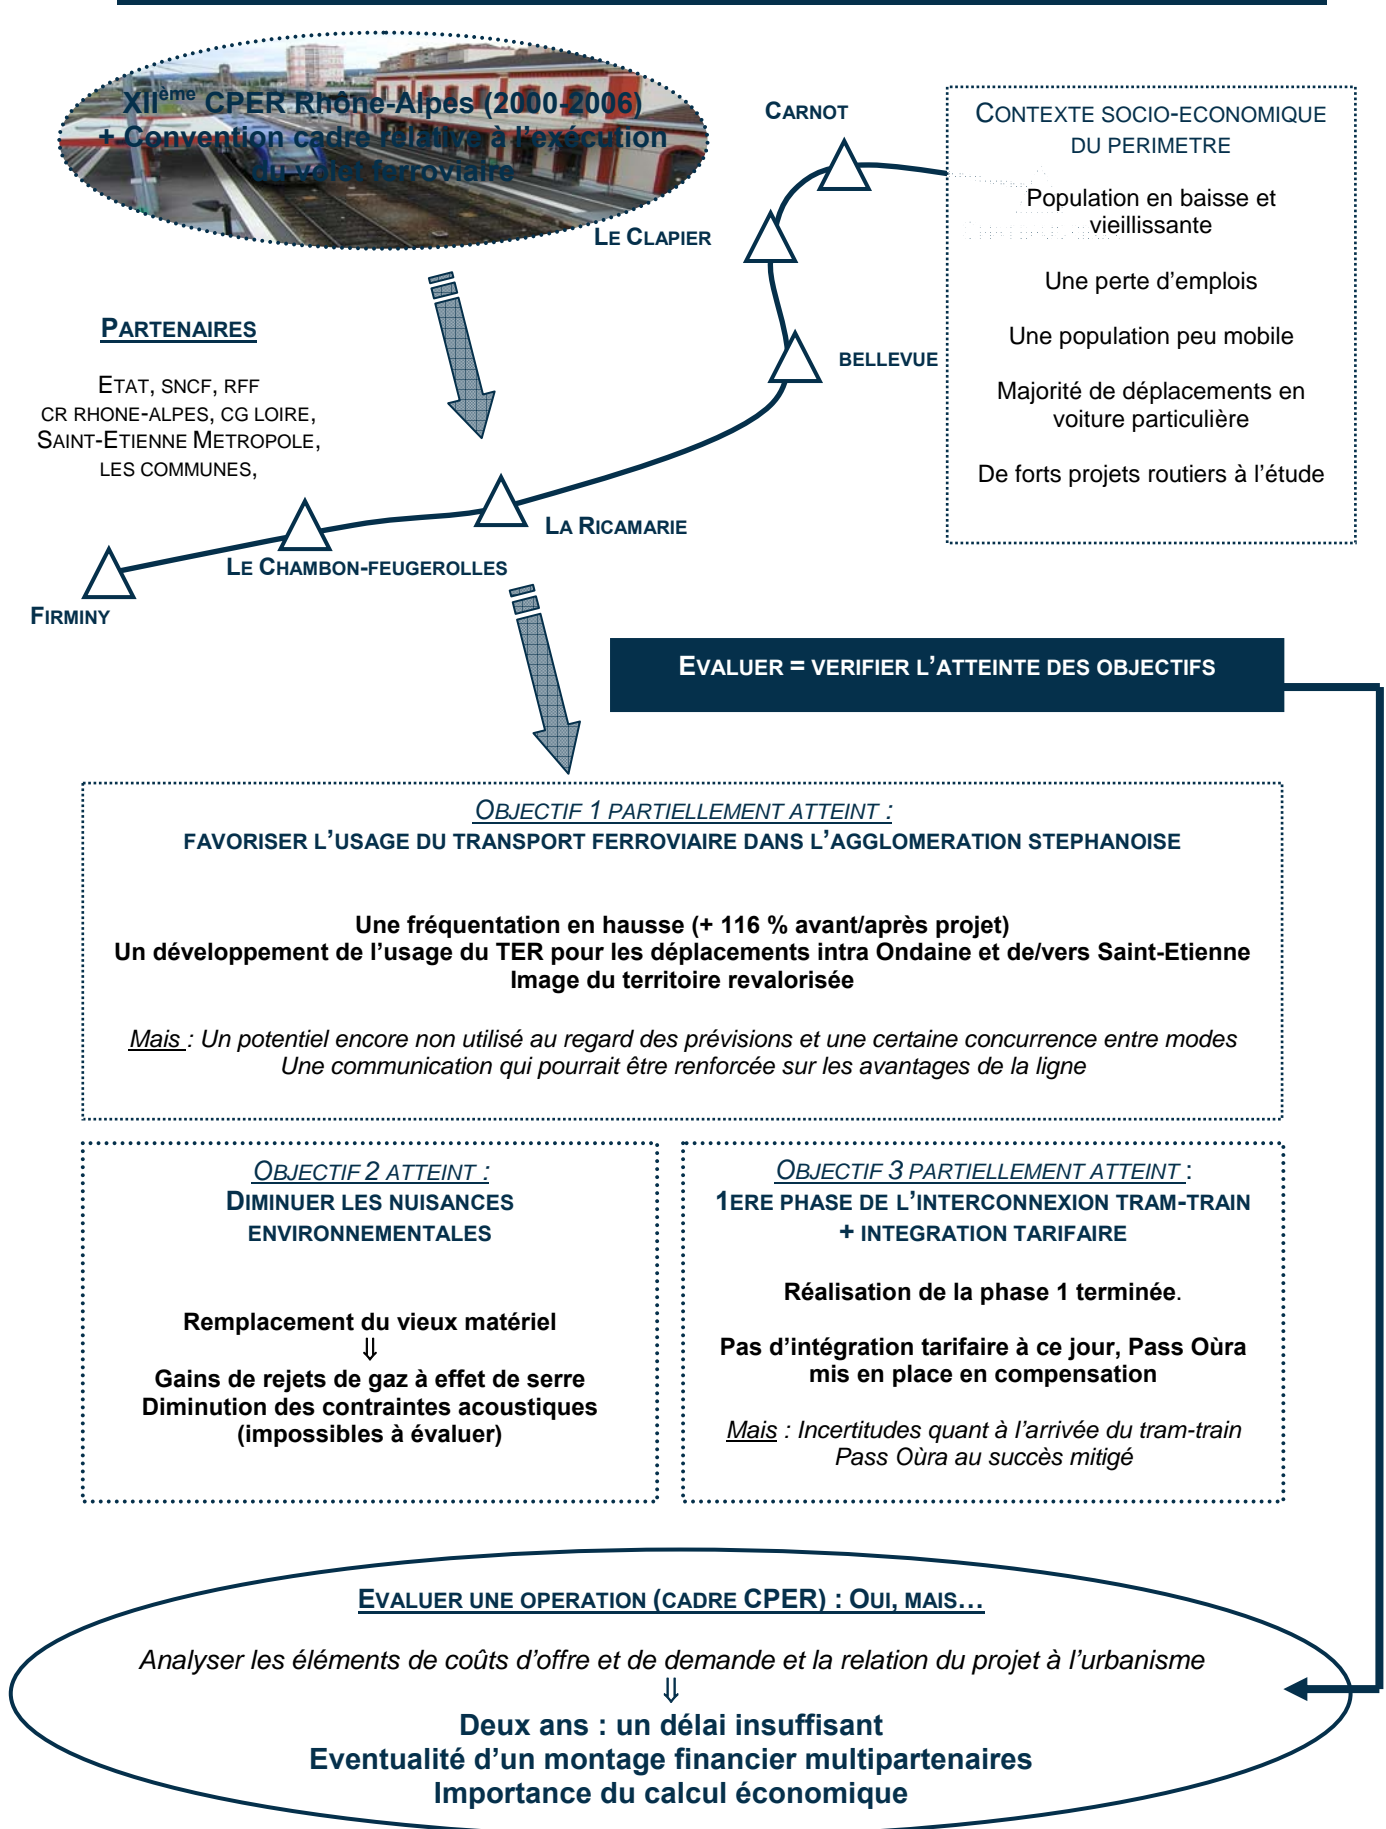 XIIème CPER Rhône-Alpes (2000-2006)
+ Convention cadre relative à l'exécution
du volet ferroviaire
CARNOT
LE CLAPIER
BELLEVUE
LA RICAMARIE
LE CHAMBON-FEUGEROLLES
FIRMINY
PARTENAIRES
ETAT, SNCF, RFF
CR RHONE-ALPES, CG LOIRE,
SAINT-ETIENNE METROPOLE,
LES COMMUNES,
CONTEXTE SOCIO-ECONOMIQUE
DU PERIMETRE
Population en baisse et
vieillissante
Une perte d'emplois
Une population peu mobile
Majorité de déplacements en
voiture particulière
De forts projets routiers à l'étude
EVALUER = VERIFIER L'ATTEINTE DES OBJECTIFS
OBJECTIF 1 PARTIELLEMENT ATTEINT :
FAVORISER L'USAGE DU TRANSPORT FERROVIAIRE DANS L'AGGLOMERATION STEPHANOISE
Une fréquentation en hausse (+ 116 % avant/après projet)
Un développement de l'usage du TER pour les déplacements intra Ondaine et de/vers Saint-Etienne
Image du territoire revalorisée
Mais : Un potentiel encore non utilisé au regard des prévisions et une certaine concurrence entre modes
Une communication qui pourrait être renforcée sur les avantages de la ligne
OBJECTIF 2 ATTEINT :
DIMINUER LES NUISANCES
ENVIRONNEMENTALES
Remplacement du vieux matériel
⇓
Gains de rejets de gaz à effet de serre
Diminution des contraintes acoustiques
(impossibles à évaluer)
OBJECTIF 3 PARTIELLEMENT ATTEINT :
1ERE PHASE DE L'INTERCONNEXION TRAM-TRAIN
+ INTEGRATION TARIFAIRE
Réalisation de la phase 1 terminée.
Pas d'intégration tarifaire à ce jour, Pass Oùra
mis en place en compensation
Mais : Incertitudes quant à l'arrivée du tram-train
Pass Oùra au succès mitigé
EVALUER UNE OPERATION (CADRE CPER) : OUI, MAIS…
Analyser les éléments de coûts d'offre et de demande et la relation du projet à l'urbanisme
⇓
Deux ans : un délai insuffisant
Eventualité d'un montage financier multipartenaires
Importance du calcul économique